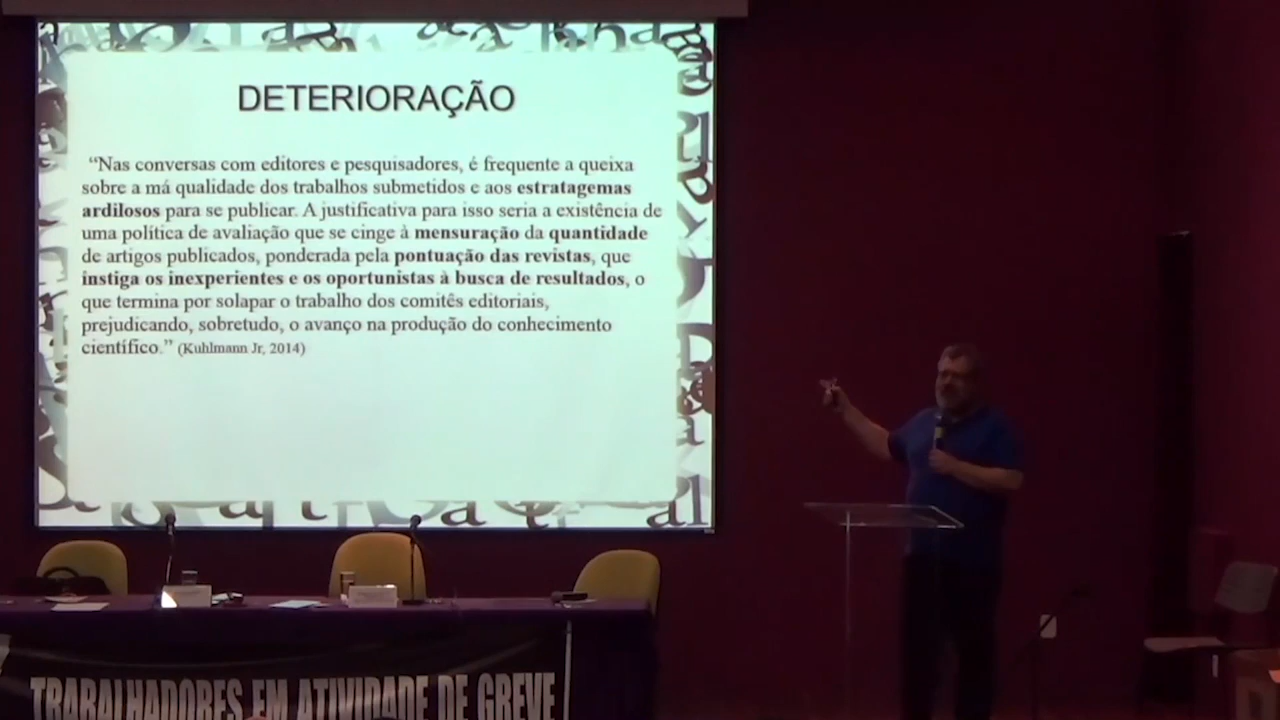 DETERIORAÇÃO
“Nas conversas com editores e pesquisadores, é frequente a queixa
sobre a má qualidade dos trabalhos submetidos e aos estratagemas
ardilosos para se publicar. A justificativa para isso seria a existência de
uma política de avaliação que se cinge à mensuração da quantidade
de artigos publicados, ponderada pela pontuação das revistas, que
instiga os inexperientes e os oportunistas à busca de resultados, o
que termina por solapar o trabalho dos comitês editoriais,
prejudicando, sobretudo, o avanço na produção do conhecimento
científico.” (Kuhlmann Jr, 2014)
TRABALHADORES EM ATIVIDADE DE GREVE